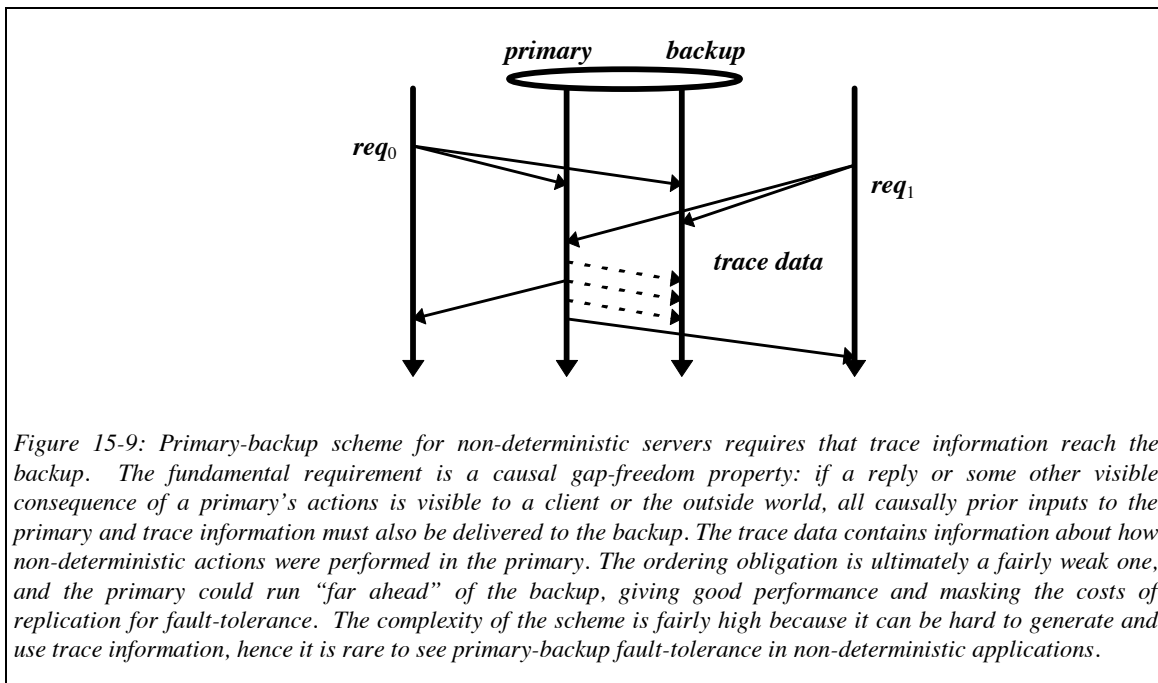 primary backup
req0
req1
trace data
Figure 15-9: Primary-backup scheme for non-deterministic servers requires that trace information reach the
backup. The fundamental requirement is a causal gap-freedom property: if a reply or some other visible
consequence of a primary's actions is visible to a client or the outside world, all causally prior inputs to the
primary and trace information must also be delivered to the backup. The trace data contains information about how
non-deterministic actions were performed in the primary. The ordering obligation is ultimately a fairly weak one,
and the primary could run “far ahead” of the backup, giving good performance and masking the costs of
replication for fault-tolerance. The complexity of the scheme is fairly high because it can be hard to generate and
use trace information, hence it is rare to see primary-backup fault-tolerance in non-deterministic applications.